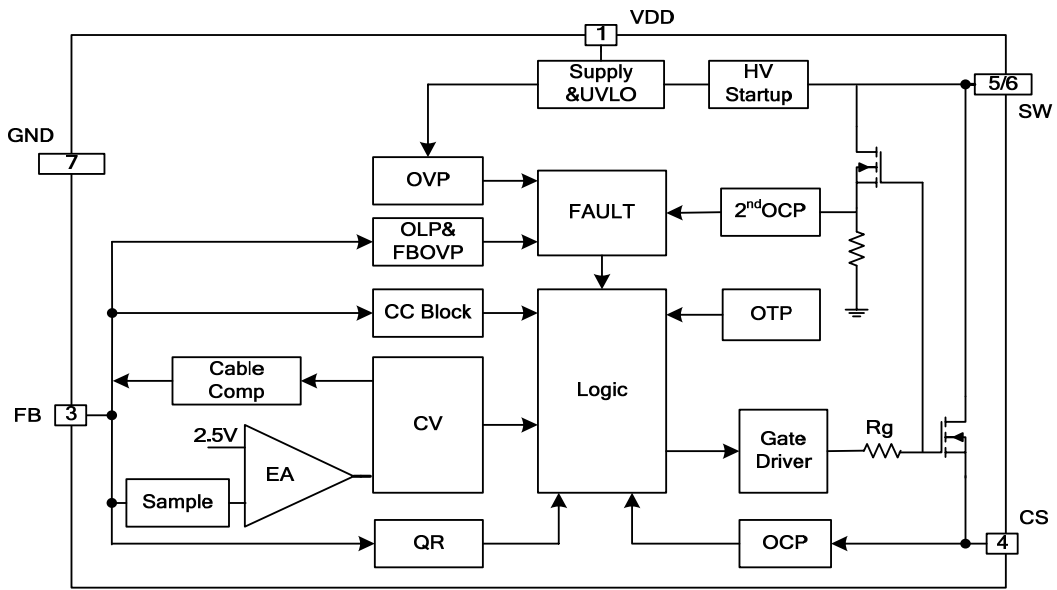 VDD
1
Supply
&UVLO
HV
Startup
5/6
SW
GND
7
OVP
FAULT
2ndOCP
OLP&
FBOVP
CC Block
Logic
OTP
Cable
Comp
CV
FB
3
2.5V
EA
Gate
Driver
Rg
Sample
QR
OCP
CS
4